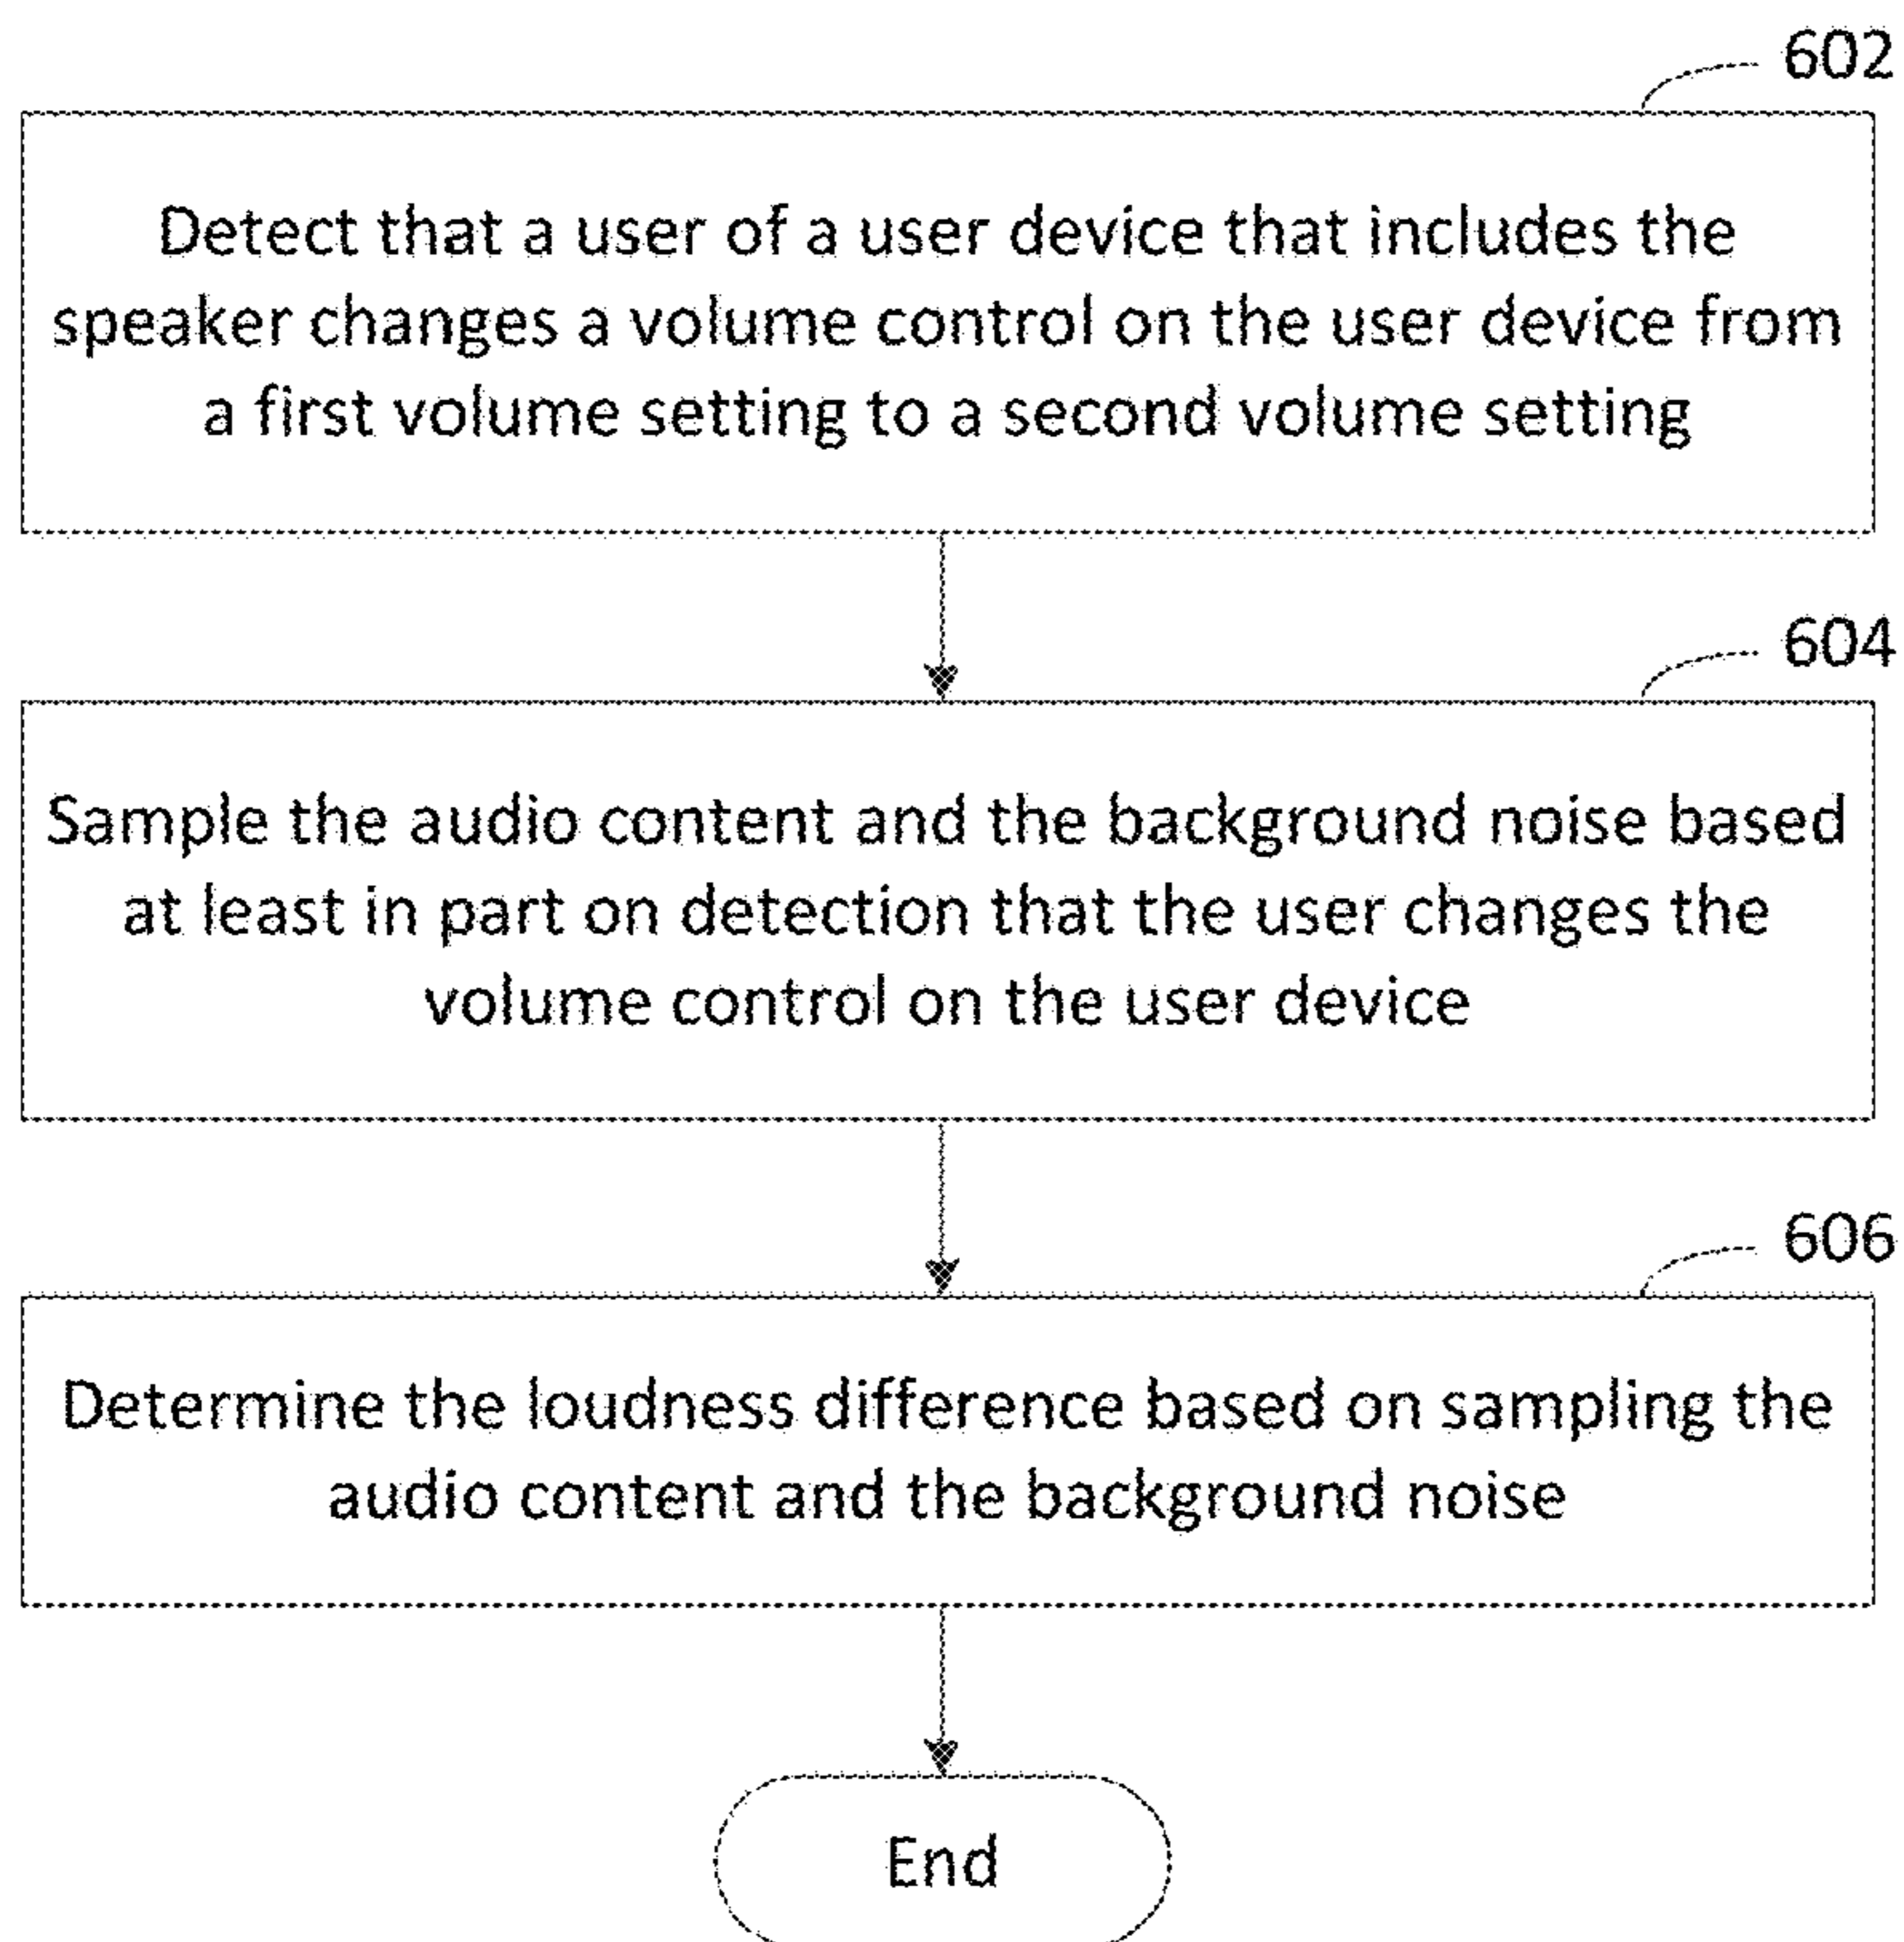 602
Detect that a user of a user device that includes the
speaker changes a volume control on the user device from
a first volume setting to a second volume setting
604
Sample the audio content and the background noise based
at least in part on detection that the user changes the
volume control on the user device
606
Determine the loudness difference based on sampling the
audio content and the background noise
End